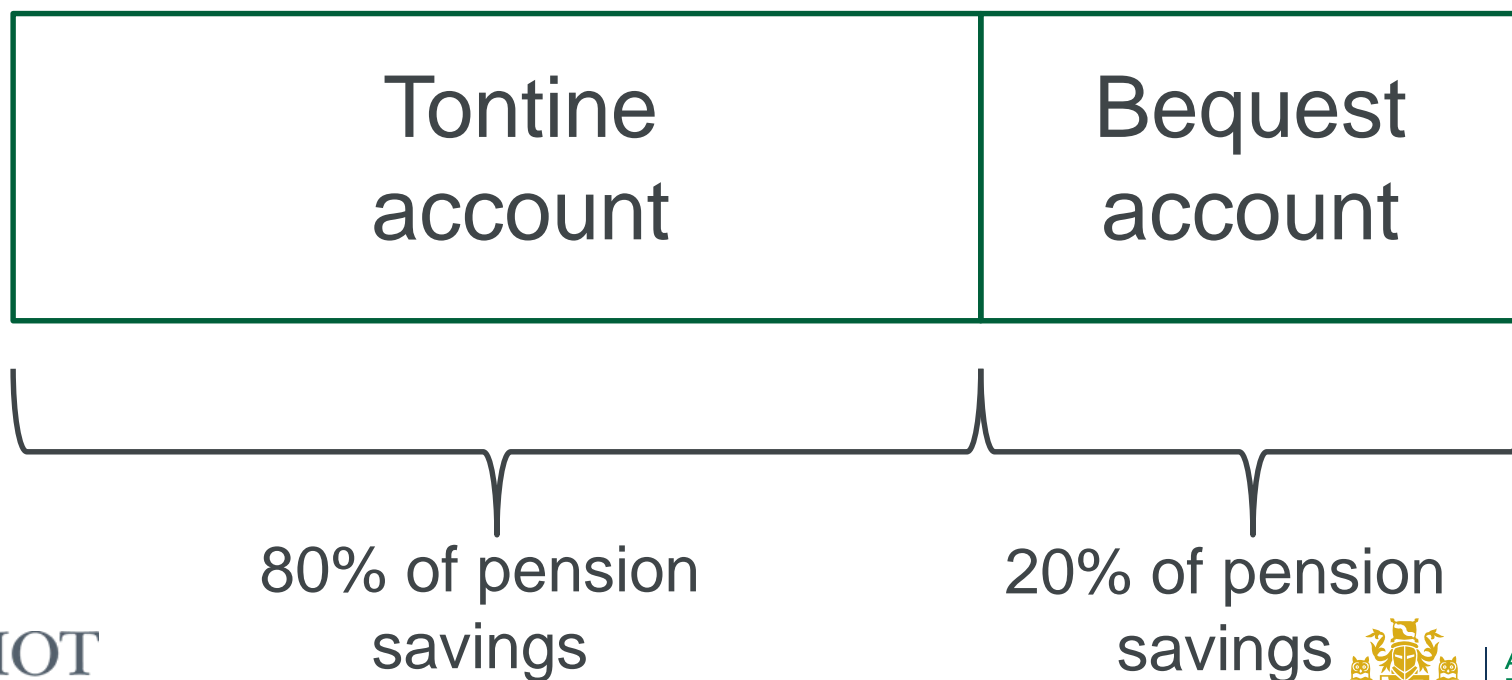 Tontine
account
Bequest
account
80% of pension
savings
20% of pension
savings